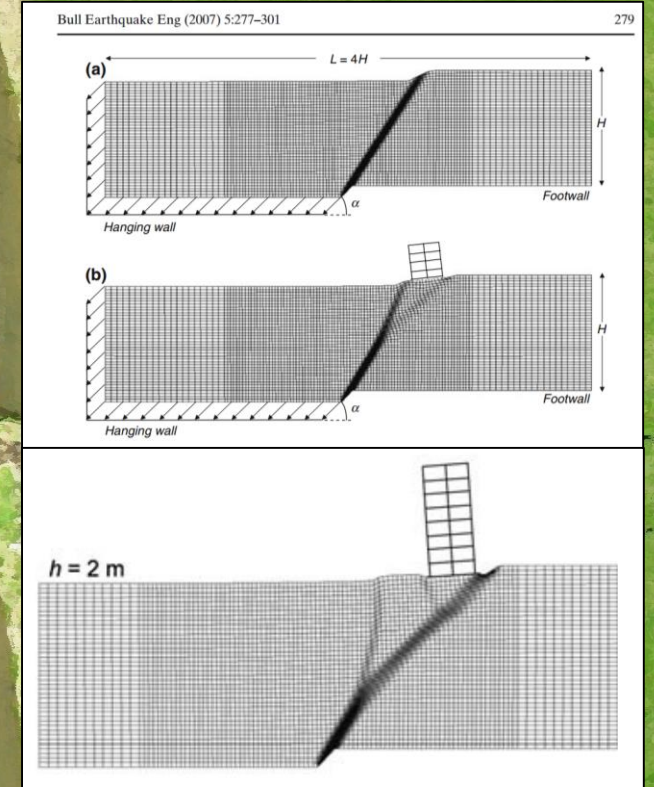 Bull Earthquake Eng (2007) 5:277–301 279
(a)
L = 4H
H
α
Footwall
Hanging wall
(b)
H
α
Footwall
Hanging wall
h = 2 m